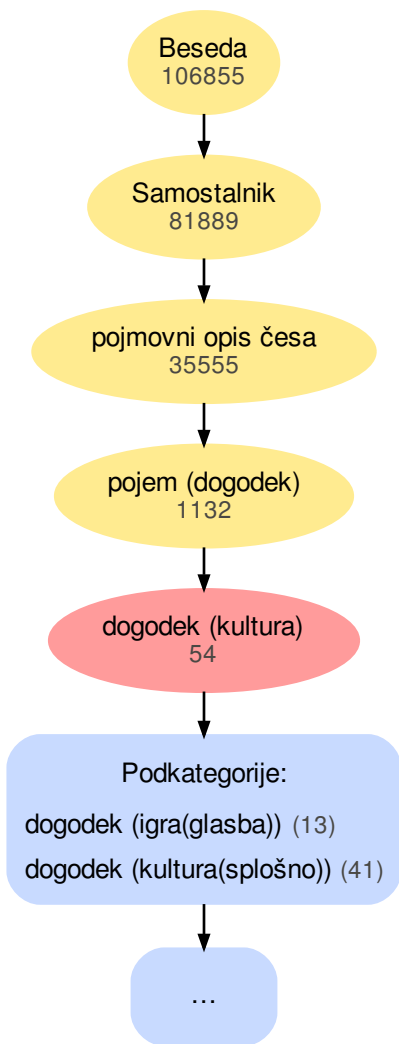 Beseda
106855
Samostalnik
81889
pojmovni opis česa
35555
pojem (dogodek)
1132
dogodek (kultura)
54
Podkategorije:
dogodek (igra(glasba)) (13)
dogodek (kultura(splošno)) (41)
...